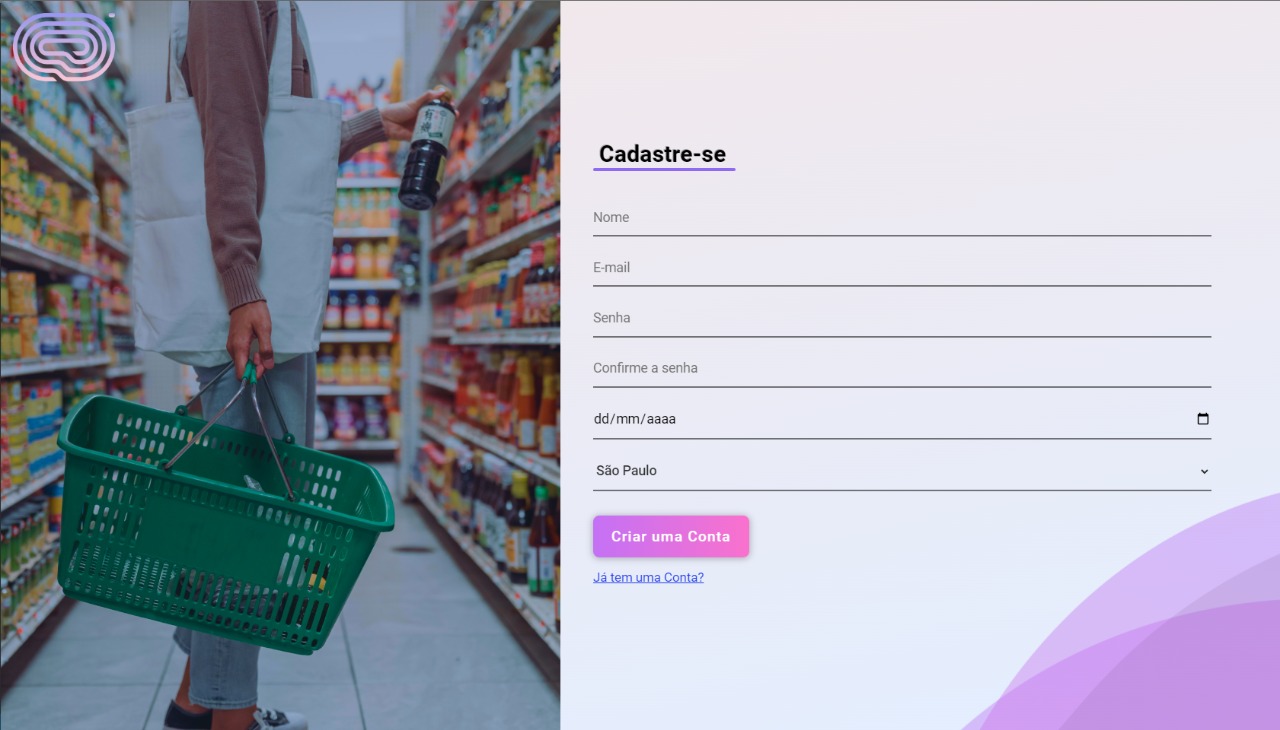 Cadastre-se
Nome
E-mail
Senha
Confirme a senha
dd/mm/aaaa
São Paulo
Criar uma Conta
Já tem uma Conta?